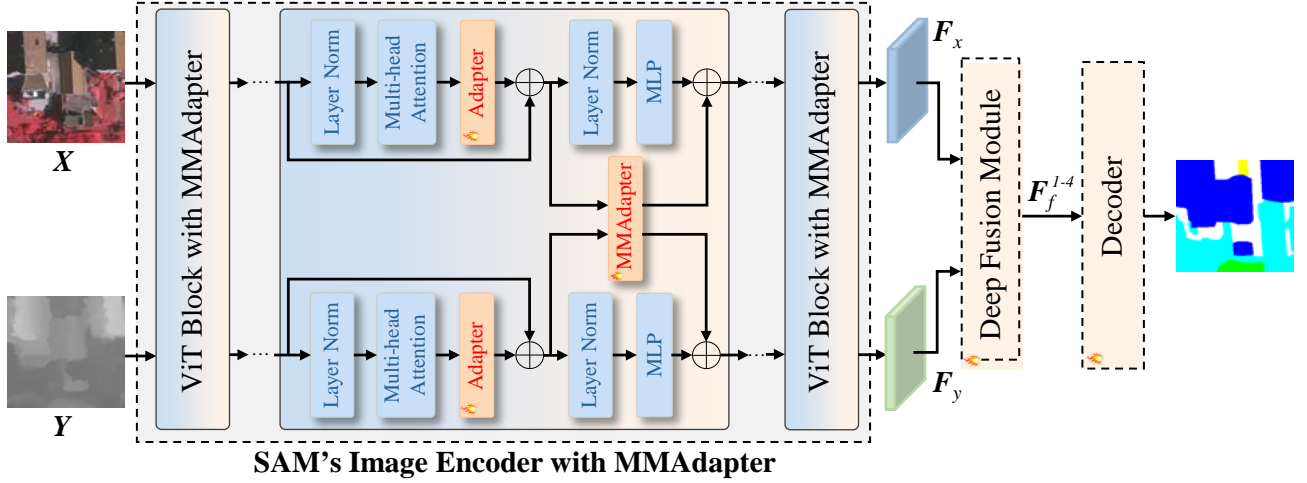 X
ViT Block with MMAdapter
Layer Norm
Multi-head
Attention
Adapter
Layer Norm
MLP
MMAdapter
Y
Layer Norm
Multi-head
Attention
Adapter
Layer Norm
MLP
ViT Block with MMAdapter
F_x
F_y
Deep Fusion Module
F_f^{1-4}
Decoder
SAM's Image Encoder with MMAdapter